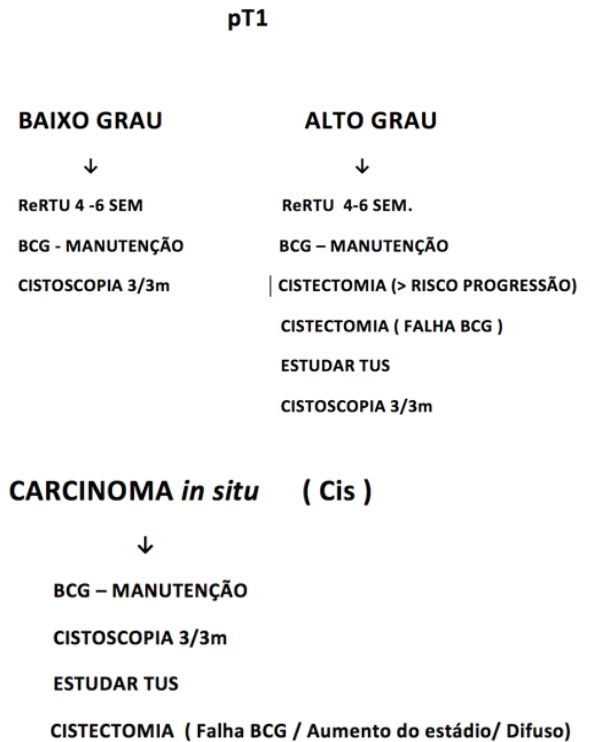 pT1
BAIXO GRAU
↓
ReRTU 4 -6 SEM
BCG - MANUTENÇÃO
CISTOSCOPIA 3/3m
ALTO GRAU
↓
ReRTU 4-6 SEM.
BCG – MANUTENÇÃO
CISTECTOMIA (> RISCO PROGRESSÃO)
CISTECTOMIA ( FALHA BCG )
ESTUDAR TUS
CISTOSCOPIA 3/3m
CARCINOMA in situ ( Cis )
↓
BCG – MANUTENÇÃO
CISTOSCOPIA 3/3m
ESTUDAR TUS
CISTECTOMIA ( Falha BCG / Aumento do estádio/ Difuso)